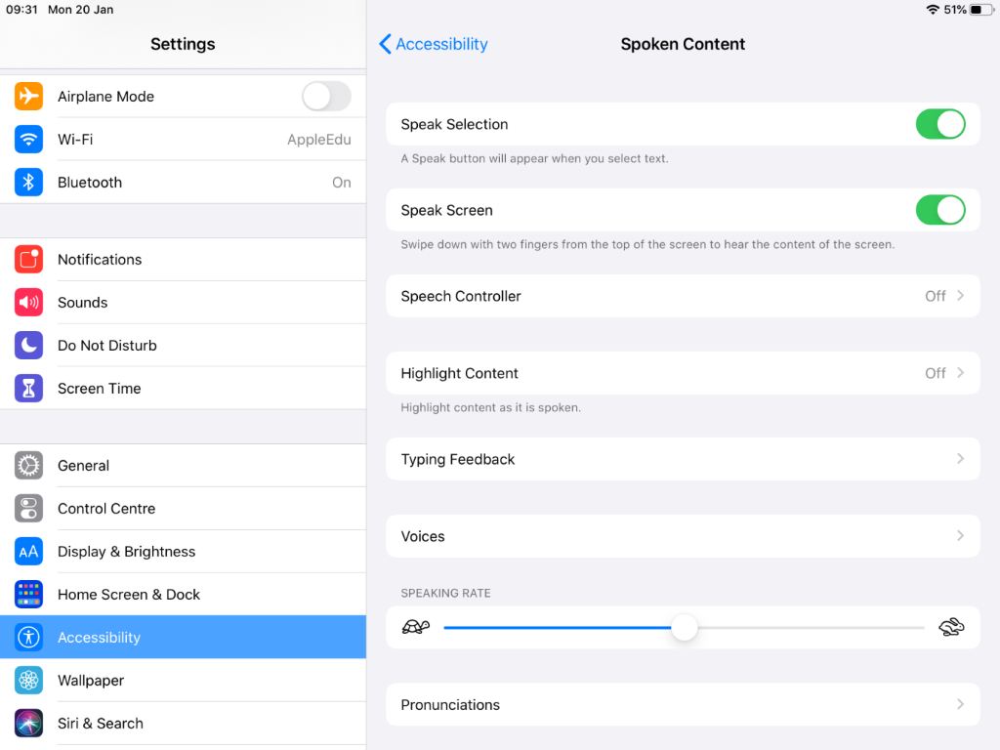 09:31 Mon 20 Jan
51%
Settings
Airplane Mode
Wi-Fi AppleEdu
Bluetooth On
Notifications
Sounds
Do Not Disturb
Screen Time
General
Control Centre
AA Display & Brightness
Home Screen & Dock
Accessibility
Wallpaper
Siri & Search
Accessibility
Spoken Content
Speak Selection
A Speak button will appear when you select text.
Speak Screen
Swipe down with two fingers from the top of the screen to hear the content of the screen.
Speech Controller Off
Highlight Content Off
Highlight content as it is spoken.
Typing Feedback
Voices
SPEAKING RATE
Pronunciations